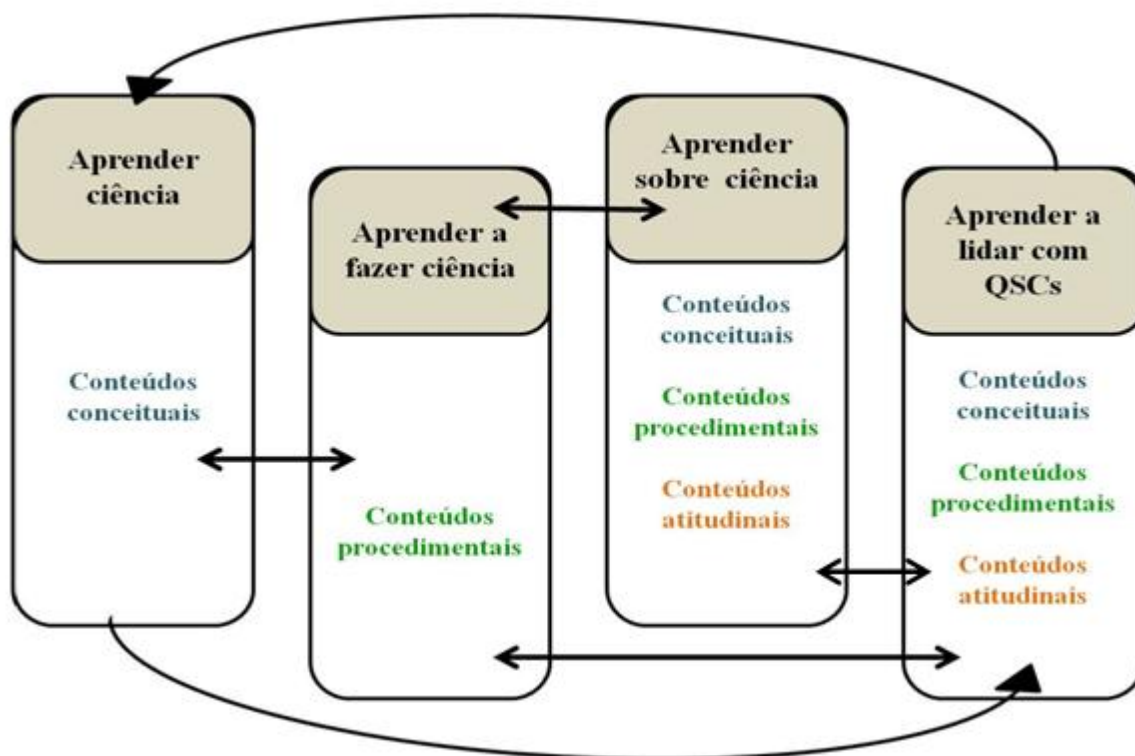 Aprender
ciência
Conteúdos
conceituais
Aprender a
fazer ciência
Conteúdos
procedimentais
Aprender
sobre ciência
Conteúdos
conceituais
Conteúdos
procedimentais
Conteúdos
atitudinais
Aprender a
lidar com
QSCs
Conteúdos
conceituais
Conteúdos
procedimentais
Conteúdos
atitudinais